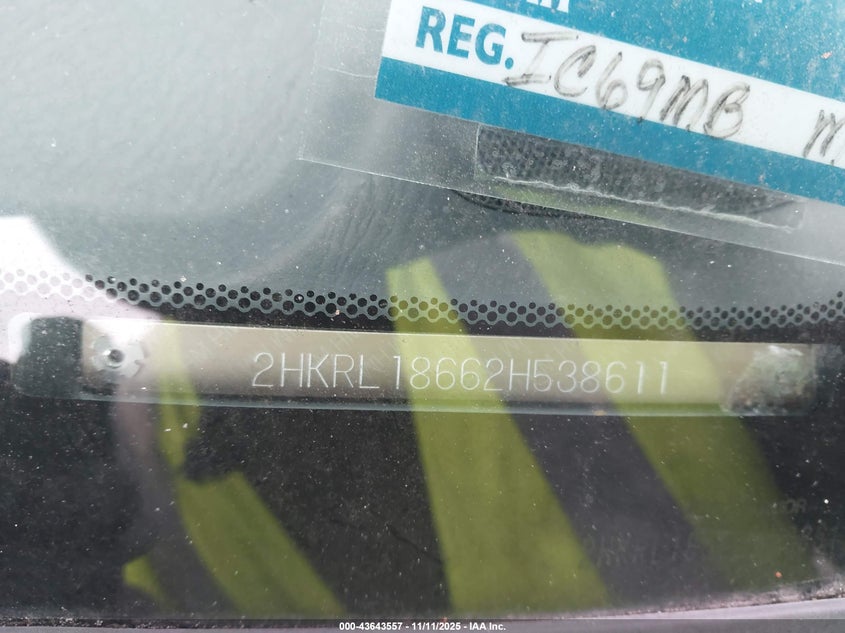 REG. IC69MB
2HKRL18662H538611
000-43643557 - 11/11/2025 - IAA Inc.